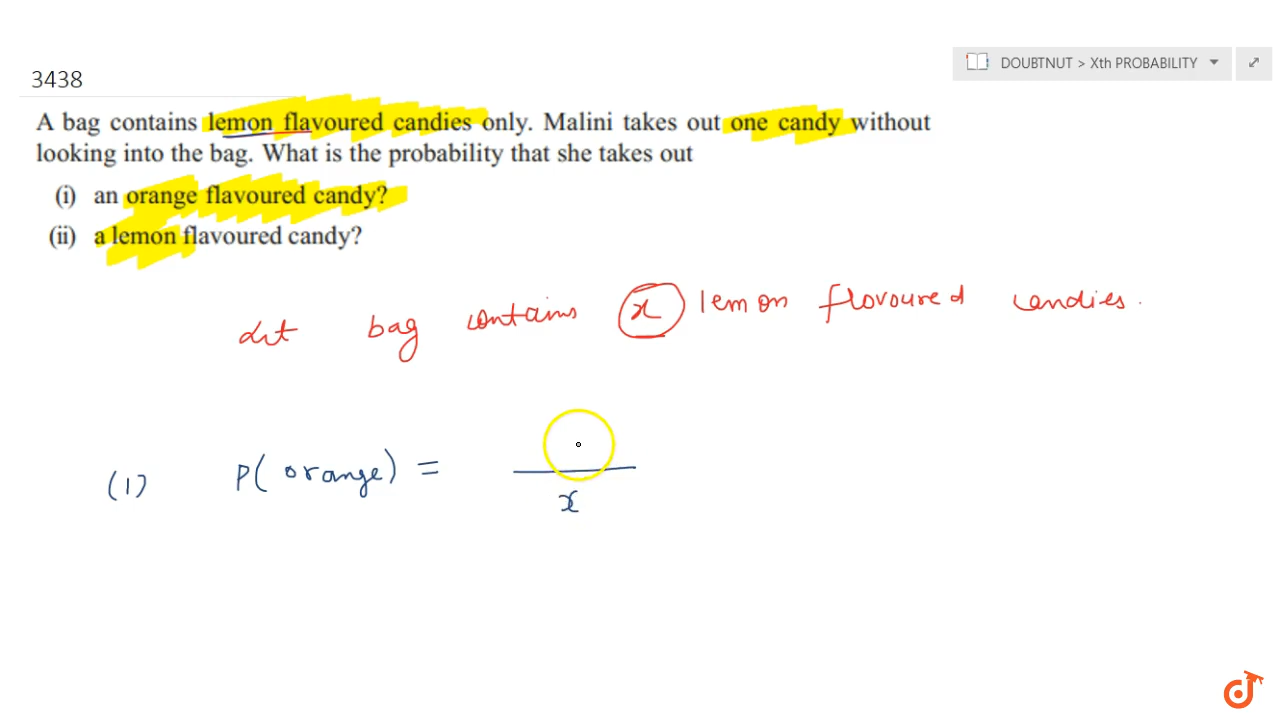 3438
DOUBTNUT > Xth PROBABILITY
A bag contains lemon flavoured candies only. Malini takes out one candy without
looking into the bag. What is the probability that she takes out
(i) an orange flavoured candy?
(ii) a lemon flavoured candy?
Let bag contains x lemon flovoured candies.
(1) P( orange) =
x